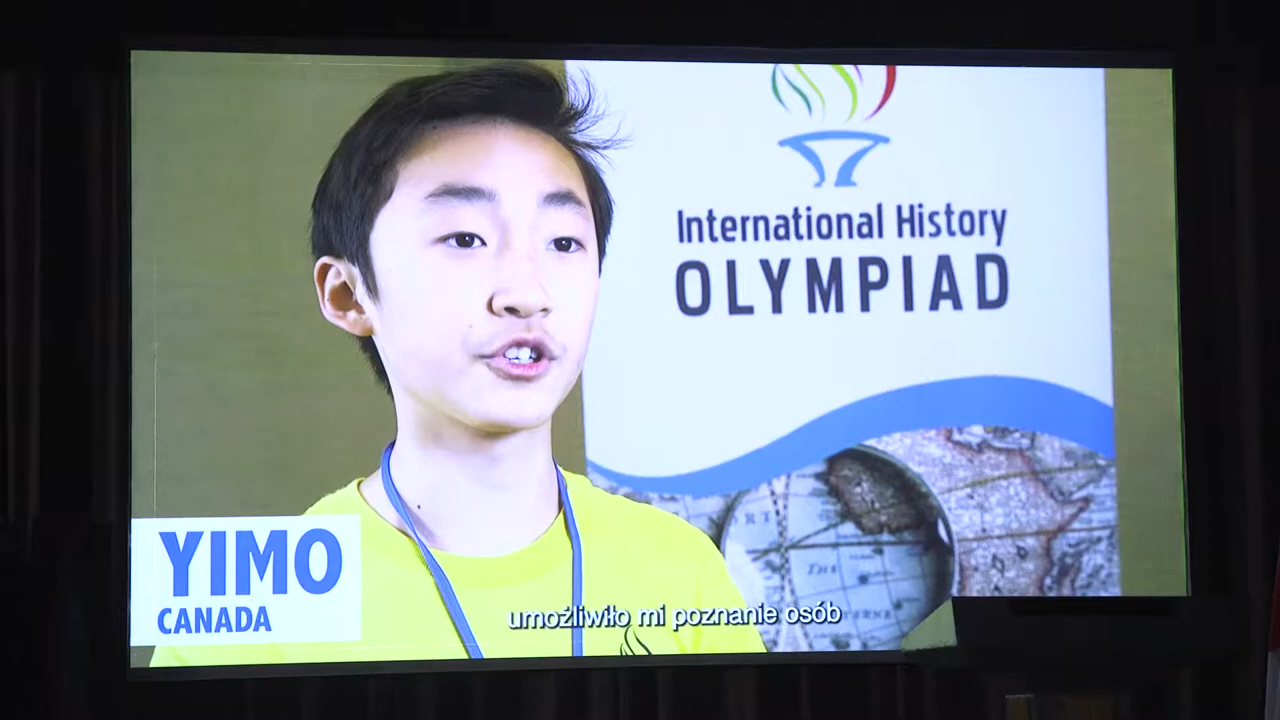 International History
OLYMPIAD
YIMO
CANADA
umożliwiło mi poznanie osób